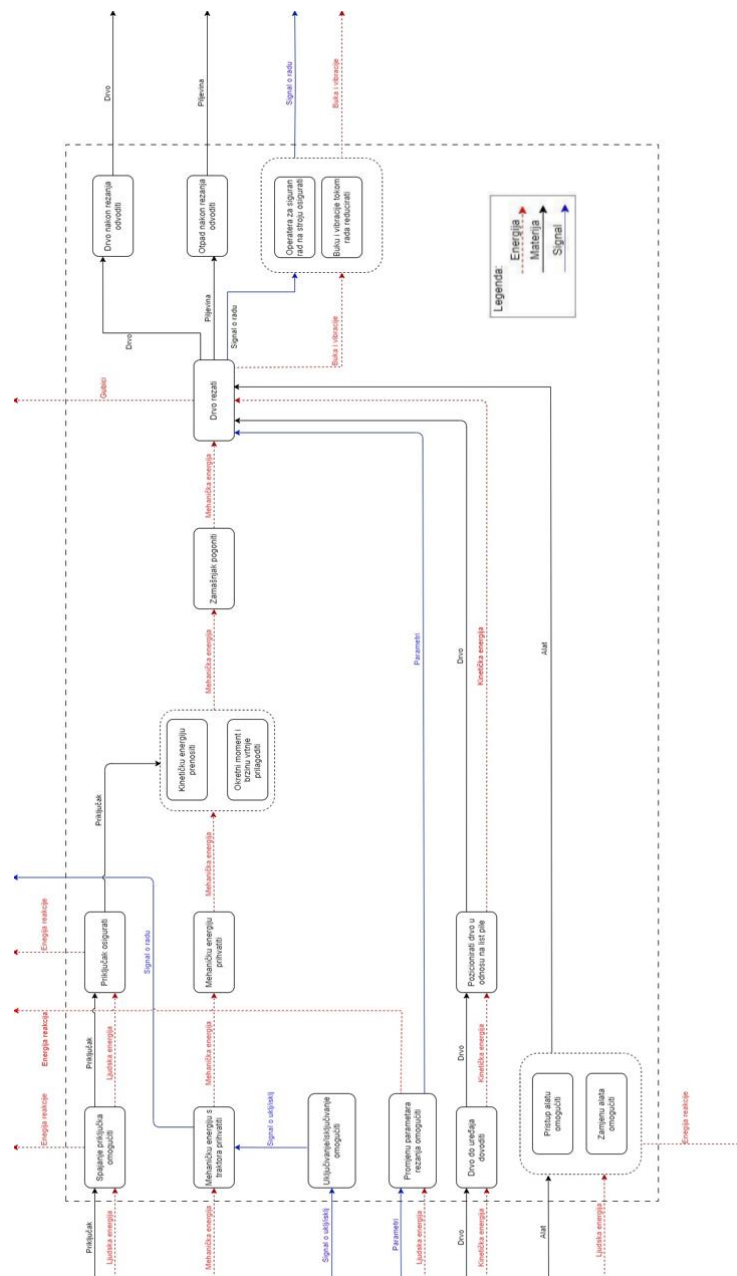 Enegija reakcije
Energija reakcija
Enegija reakcije
Signal o radu
Gubici
Priključak
Ljudska energija
Spajanje priključka
omogućiti
Priključak
Ljudska energija
Priključak osigurati
Priključak
Drvo
Drvo nakon rezanja
odvoditi
Drvo
Mehanička energija
Mehaničku energiju s
traktora prihvatiti
Mehanička energija
Mehaničku energiju
prihvatiti
Mehanička energija
Kinetičku energiju
prenositi
Okretni moment i
brzinu vrtnje
prilagoditi
Mehanička energija
Zamašnjak pogoniti
Mehanička energija
Drvo rezati
Piljevina
Otpad nakon rezanja
odvoditi
Piljevina
Signal o radu
Operatera za siguran
rad na stroju osigurati
Signal o radu
Buka i vibracije
Buku i vibracije tokom
rada reducirati
Buka i vibracije
Signal o uklj/isklj
Signal o uklj/isklj
Uključivanje/isključivanje
omogućiti
Parametri
Ljudska energija
Promjenu parametara
rezanja omogućiti
Parametri
Drvo
Kinetička energija
Drvo do uređaja
dovoditi
Drvo
Kinetička energija
Pozicionirati drvo u
odnosu na list pile
Drvo
Kinetička energija
Alat
Ljudska energija
Pristup alatu
omogućiti
Zamjenu alata
omogućiti
Alat
Enegija reakcije
Legenda:
Energija
Materija
Signal